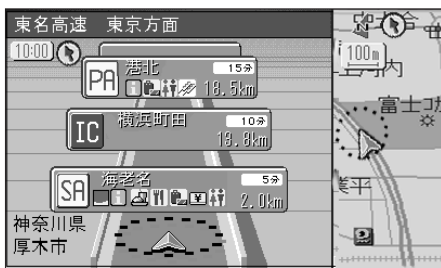 東名高速 東京方面
10:00
PA 港北 15分
18.5km
IC 横浜町田 10分
13.8km
SA 海老名 5分
2.0km
神奈川県
厚木市
100m
富士
業平